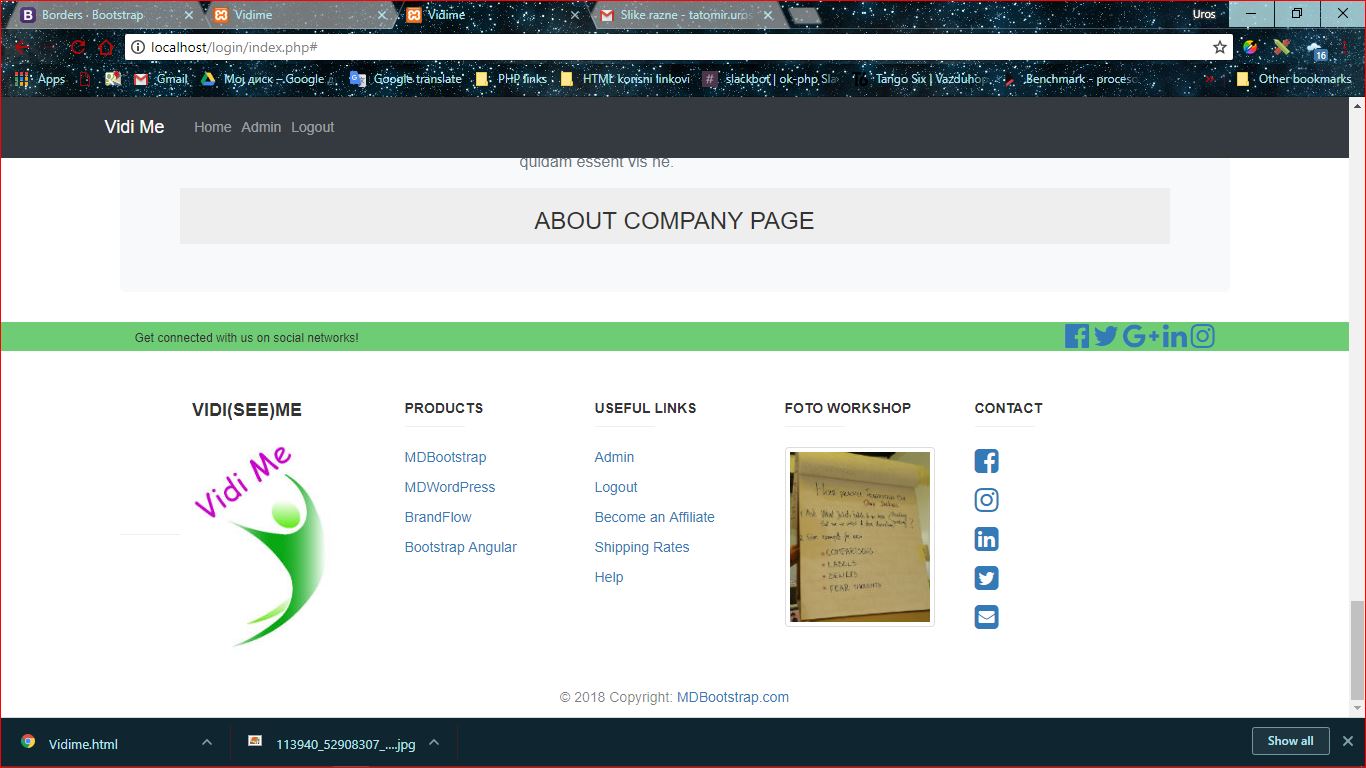 Borders · Bootstrap
Vidime
Vidime
Slike razne - tatomir.uros
Uros
localhost/login/index.php#
16
Apps
Gmail
Мој диск – Google
Google translate
PHP links
HTML korisni linkovi
slackbot | ok-php Sla
Tango Six | Vazduho
Benchmark - proces
Other bookmarks
Vidi Me
Home
Admin
Logout
quidam essent vis ne.
ABOUT COMPANY PAGE
Get connected with us on social networks!
VIDI(SEE)ME
Vidi Me
PRODUCTS
MDBootstrap
MDWordPress
BrandFlow
Bootstrap Angular
USEFUL LINKS
Admin
Logout
Become an Affiliate
Shipping Rates
Help
FOTO WORKSHOP
COMPARISONS
LABELS
CONTACT
© 2018 Copyright: MDBootstrap.com
Vidime.html
113940_52908307_....jpg
Show all